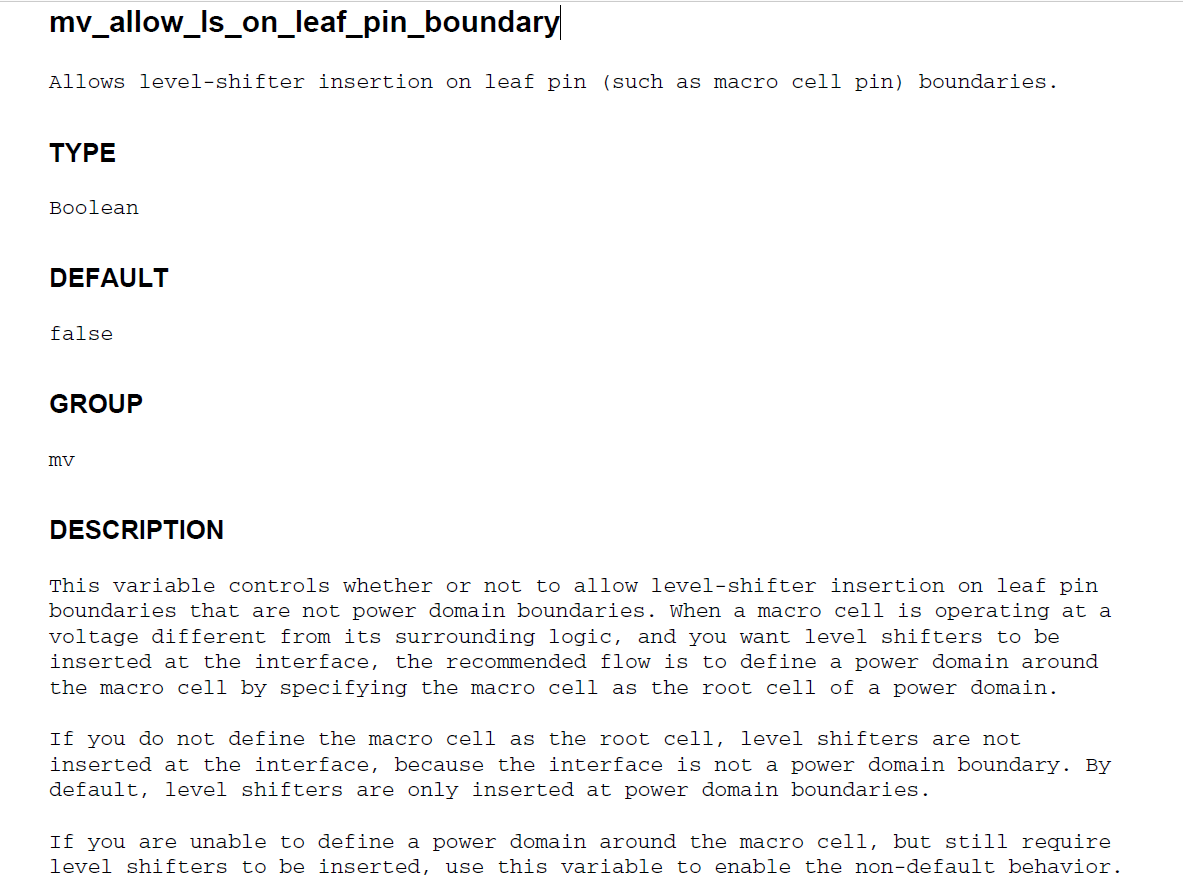 mv_allow_ls_on_leaf_pin_boundary
Allows level-shifter insertion on leaf pin (such as macro cell pin) boundaries.
TYPE
Boolean
DEFAULT
false
GROUP
mv
DESCRIPTION
This variable controls whether or not to allow level-shifter insertion on leaf pin
boundaries that are not power domain boundaries. When a macro cell is operating at a
voltage different from its surrounding logic, and you want level shifters to be
inserted at the interface, the recommended flow is to define a power domain around
the macro cell by specifying the macro cell as the root cell of a power domain.
If you do not define the macro cell as the root cell, level shifters are not
inserted at the interface, because the interface is not a power domain boundary. By
default, level shifters are only inserted at power domain boundaries.
If you are unable to define a power domain around the macro cell, but still require
level shifters to be inserted, use this variable to enable the non-default behavior.